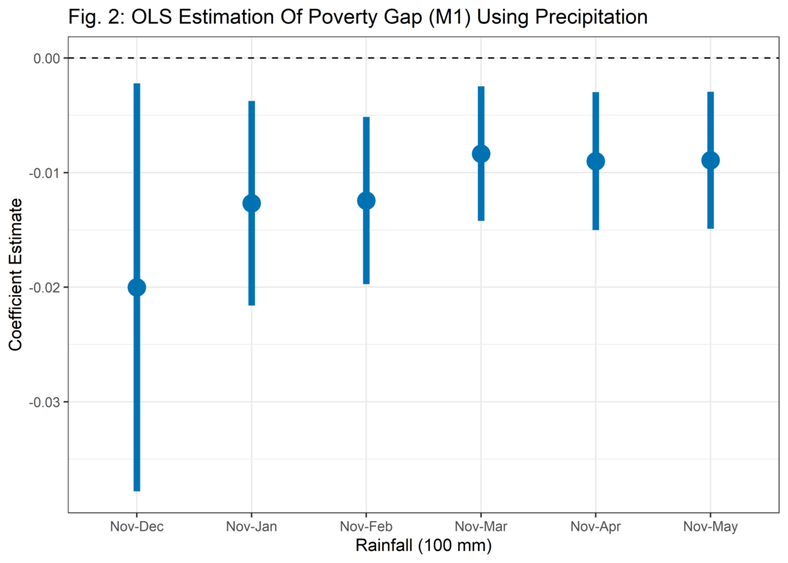 Fig. 2: OLS Estimation Of Poverty Gap (M1) Using Precipitation
0.00
-0.01
-0.02
-0.03
Coefficient Estimate
Nov-Dec Nov-Jan Nov-Feb Nov-Mar Nov-Apr Nov-May
Rainfall (100 mm)